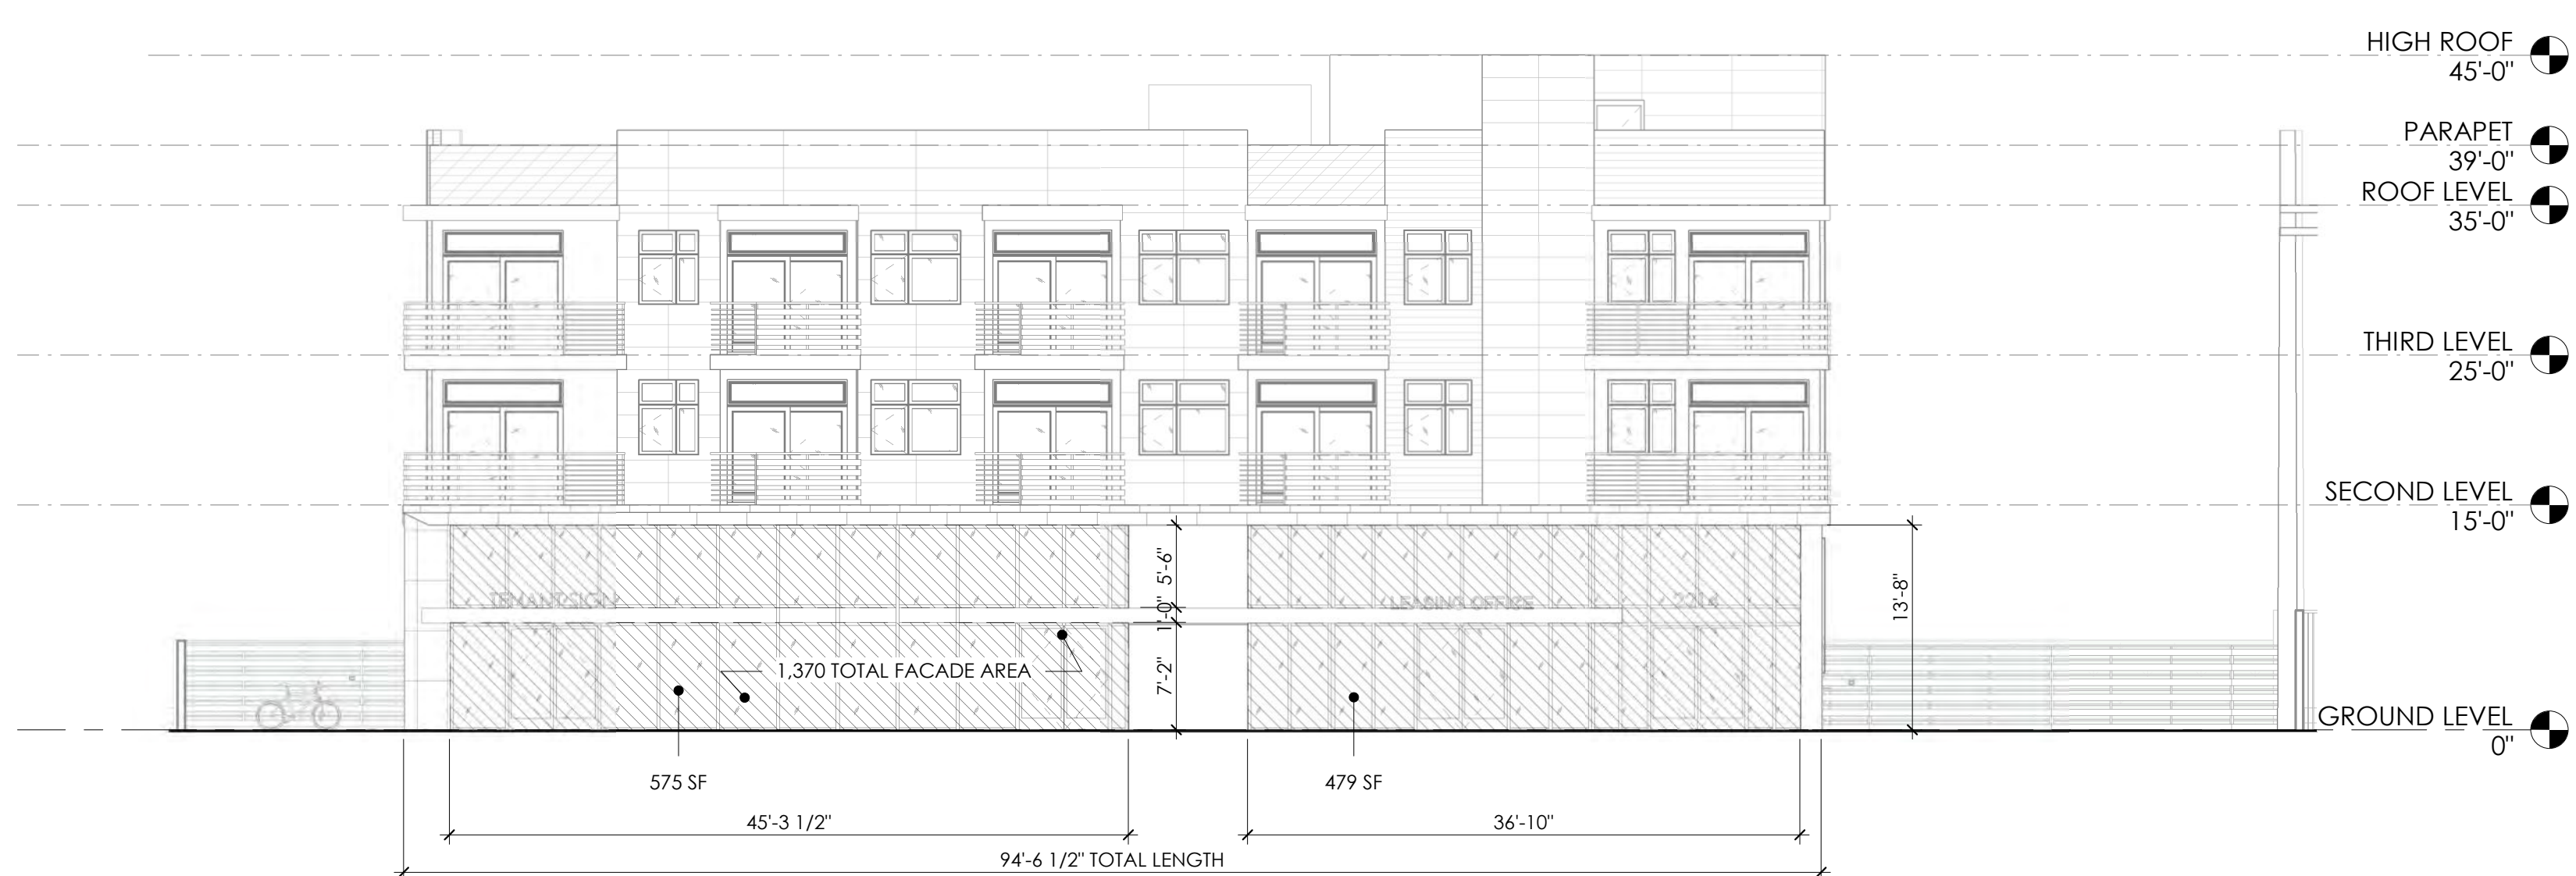 HIGH ROOF
45'-0"
PARAPET
39'-0"
ROOF LEVEL
35'-0"
THIRD LEVEL
25'-0"
SECOND LEVEL
15'-0"
5'-6"
1'-0"
7'-2"
13'-8"
TENANT SIGN
LEASING OFFICE
2214
1,370 TOTAL FACADE AREA
GROUND LEVEL
0"
575 SF
479 SF
45'-3 1/2"
36'-10"
94'-6 1/2" TOTAL LENGTH